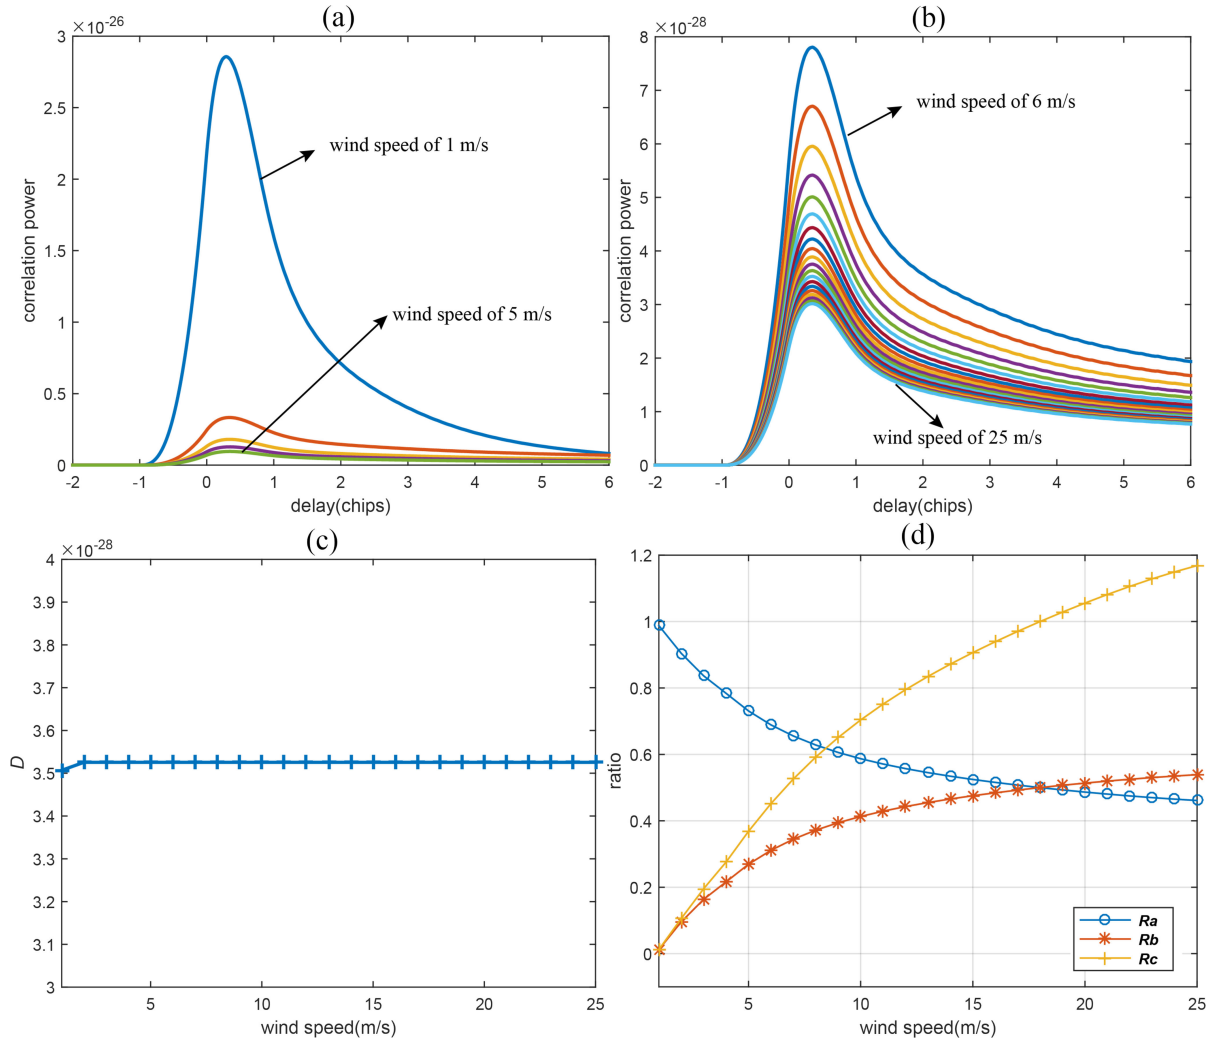 (a)
×10-26
3
2.5
2
1.5
1
0.5
0
-2 -1 0 1 2 3 4 5 6
correlation power
delay(chips)
wind speed of 1 m/s
wind speed of 5 m/s
(b)
×10-28
8
7
6
5
4
3
2
1
0
-2 -1 0 1 2 3 4 5 6
correlation power
delay(chips)
wind speed of 6 m/s
wind speed of 25 m/s
(c)
×10-28
4
3.9
3.8
3.7
3.6
3.5
3.4
3.3
3.2
3.1
3
5 10 15 20 25
D
wind speed(m/s)
(d)
1.2
1
0.8
0.6
0.4
0.2
0
5 10 15 20 25
ratio
wind speed(m/s)
Ra
Rb
Rc